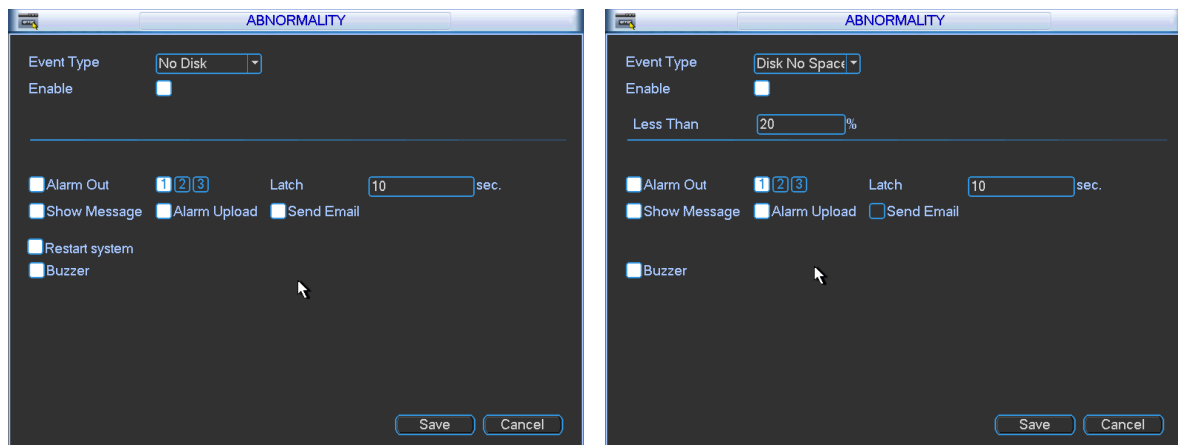 ABNORMALITY
Event Type No Disk
Enable
Alarm Out 1 2 3 Latch 10 sec.
Show Message Alarm Upload Send Email
Restart system
Buzzer
Save Cancel
ABNORMALITY
Event Type Disk No Space
Enable
Less Than 20 %
Alarm Out 1 2 3 Latch 10 sec.
Show Message Alarm Upload Send Email
Buzzer
Save Cancel